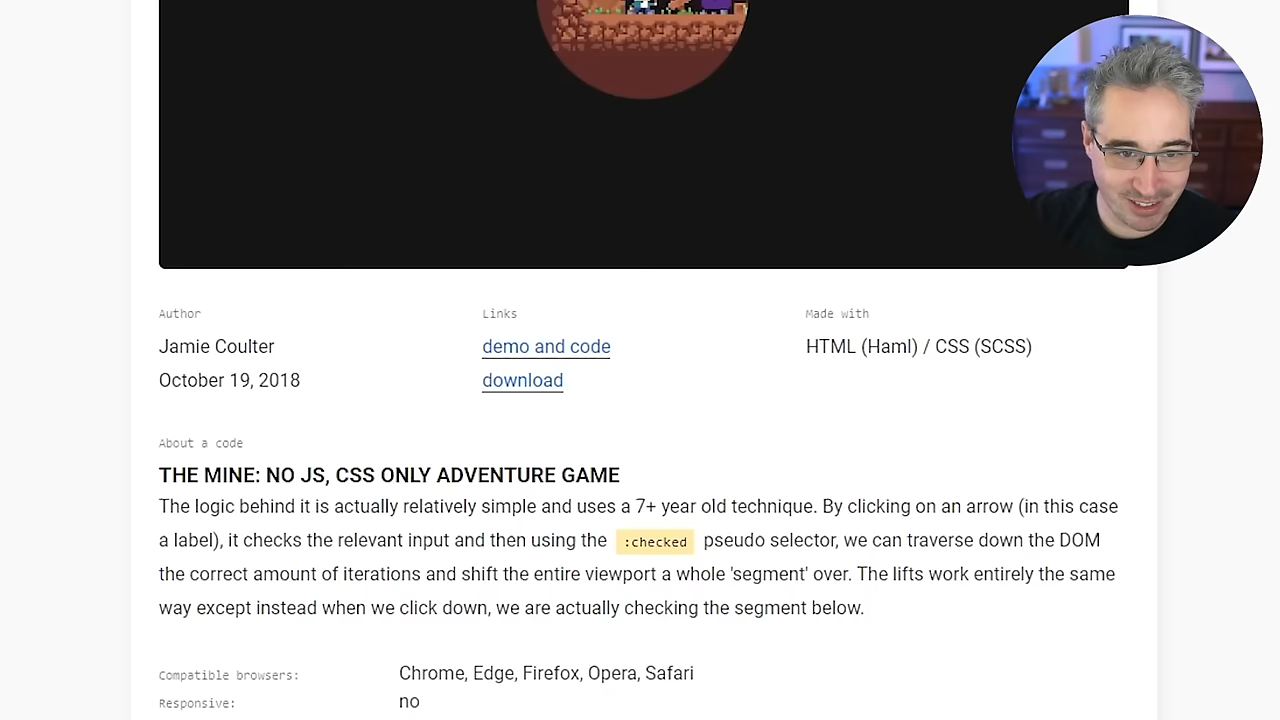 Author
Links
Made with
Jamie Coulter
demo and code
HTML (Haml) / CSS (SCSS)
October 19, 2018
download
About a code
THE MINE: NO JS, CSS ONLY ADVENTURE GAME
The logic behind it is actually relatively simple and uses a 7+ year old technique. By clicking on an arrow (in this case
a label), it checks the relevant input and then using the :checked pseudo selector, we can traverse down the DOM
the correct amount of iterations and shift the entire viewport a whole 'segment' over. The lifts work entirely the same
way except instead when we click down, we are actually checking the segment below.
Compatible browsers: Chrome, Edge, Firefox, Opera, Safari
Responsive: no